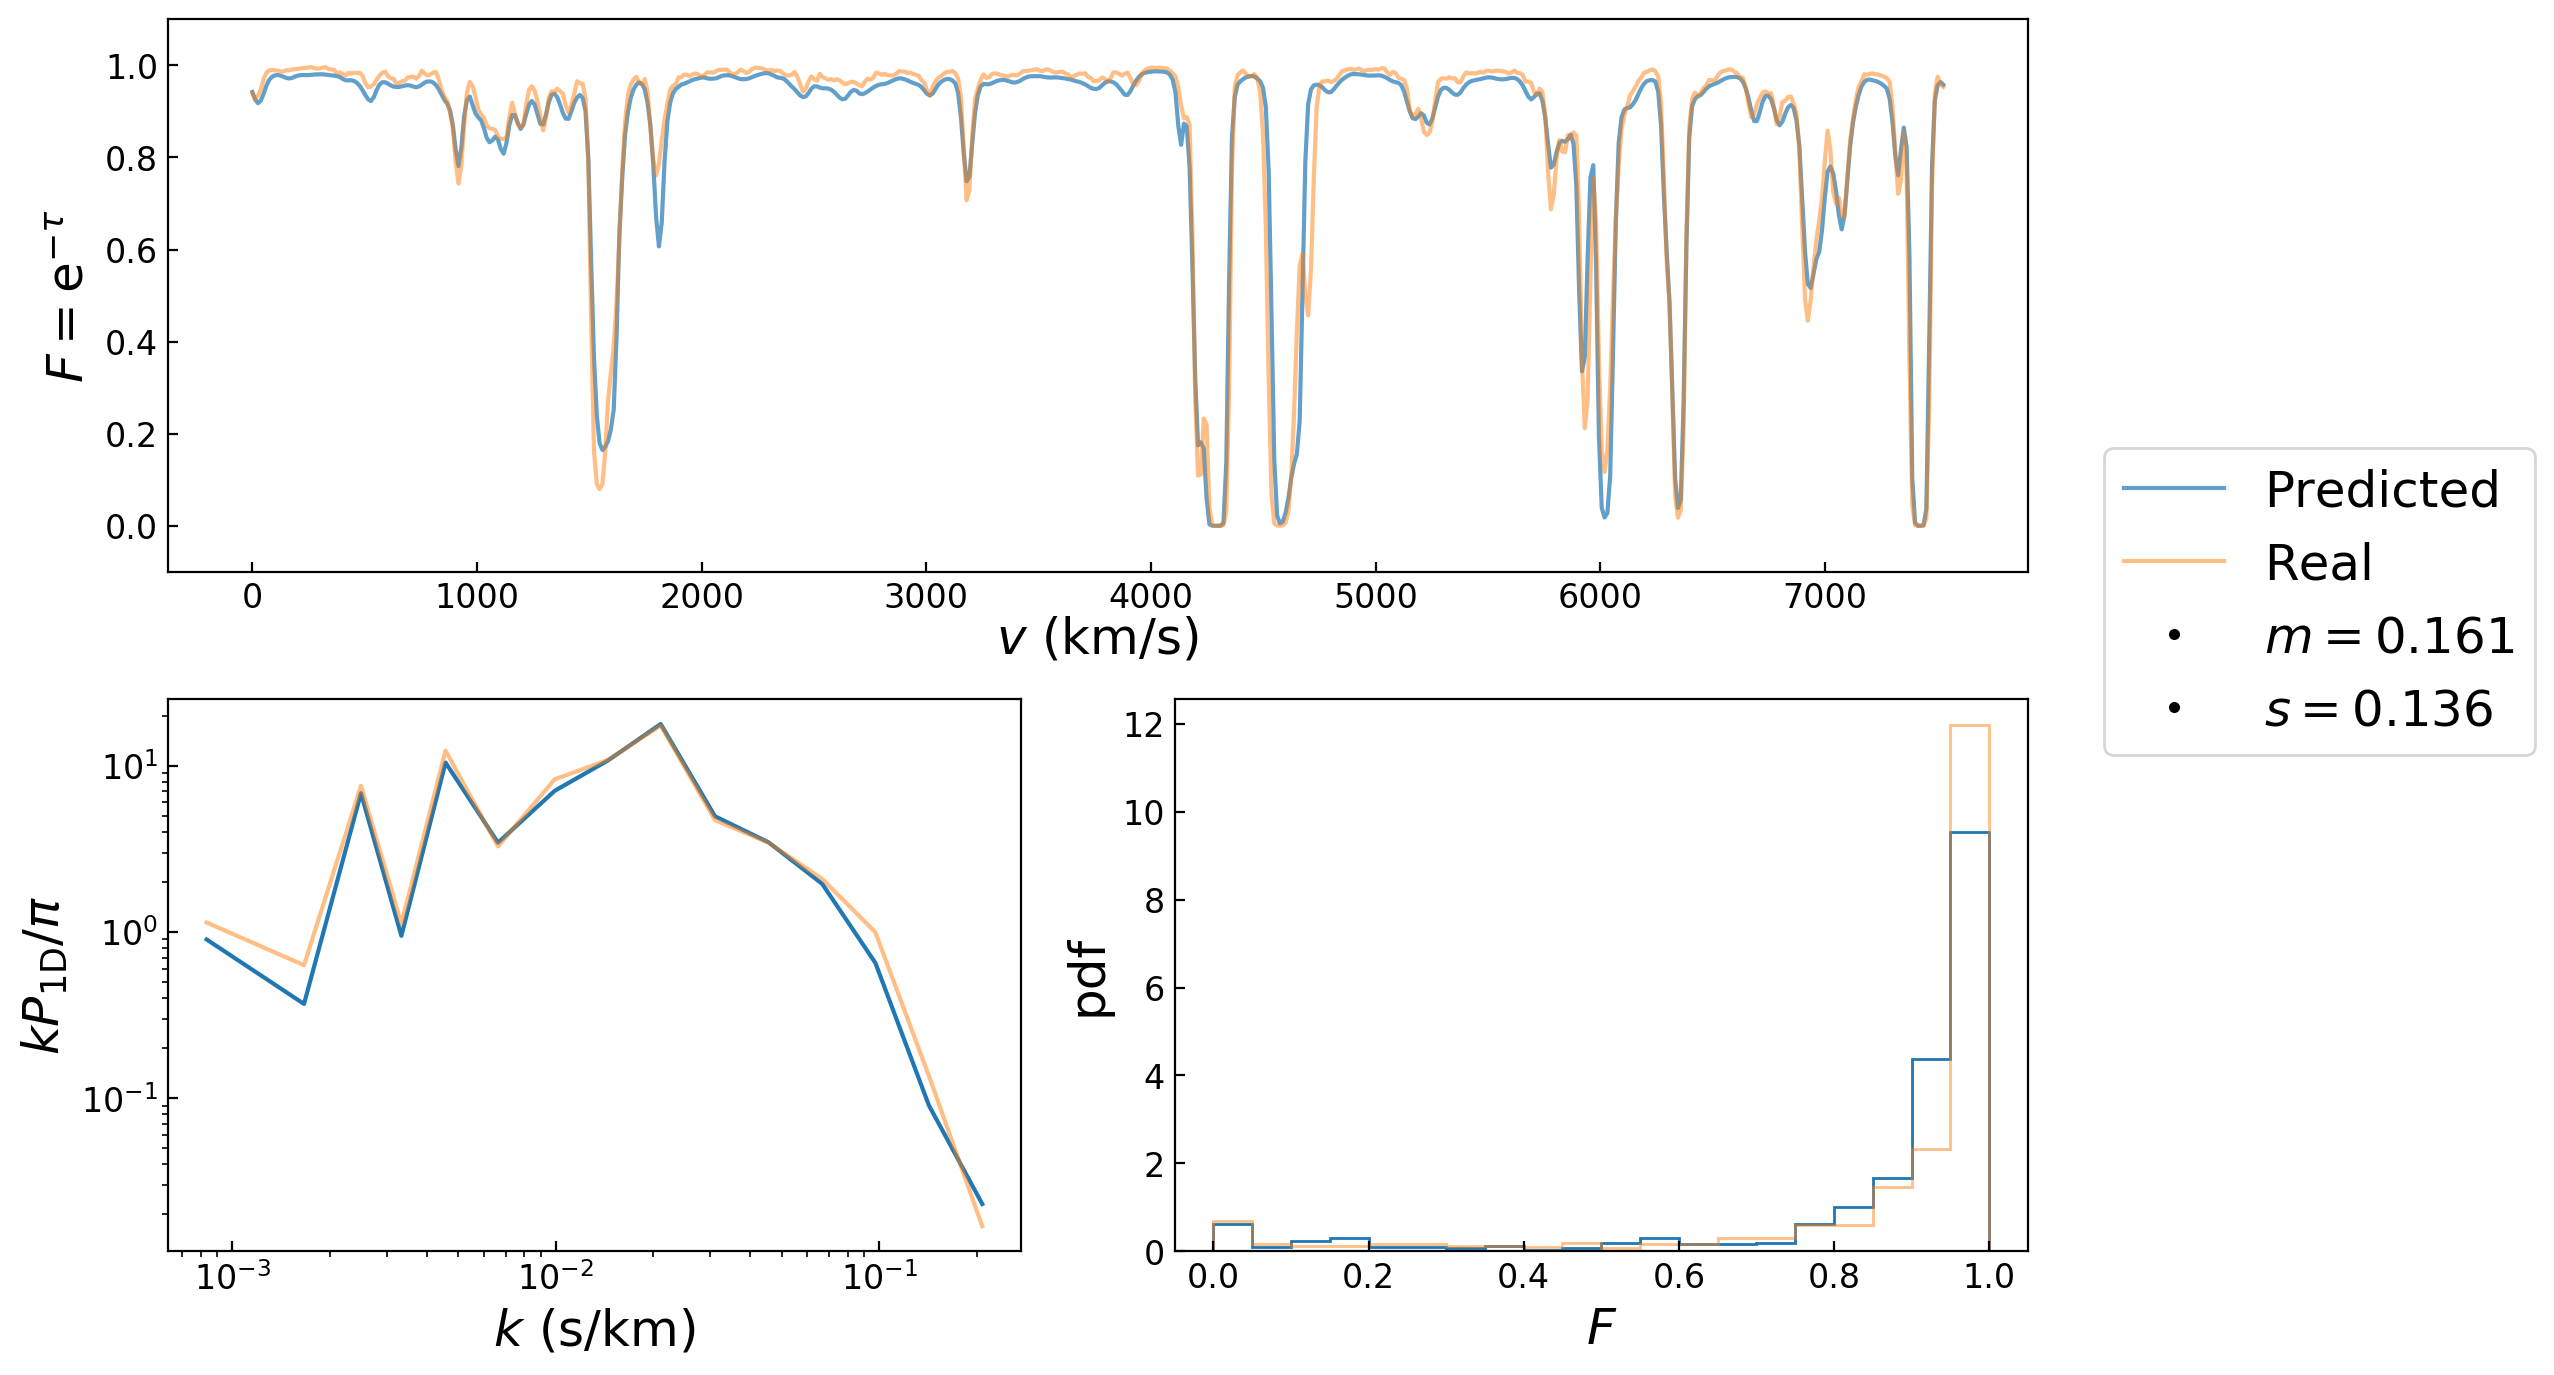 1.0
0.8
0.6
0.4
0.2
0.0
F = e^{−τ}
0 1000 2000 3000 4000 5000 6000 7000
v (km/s)
Predicted
Real
m = 0.161
s = 0.136
10^1
10^0
10^{−1}
kP_{1D}/π
10^{−3} 10^{−2} 10^{−1}
k (s/km)
12
10
8
6
4
2
0
pdf
0.0 0.2 0.4 0.6 0.8 1.0
F